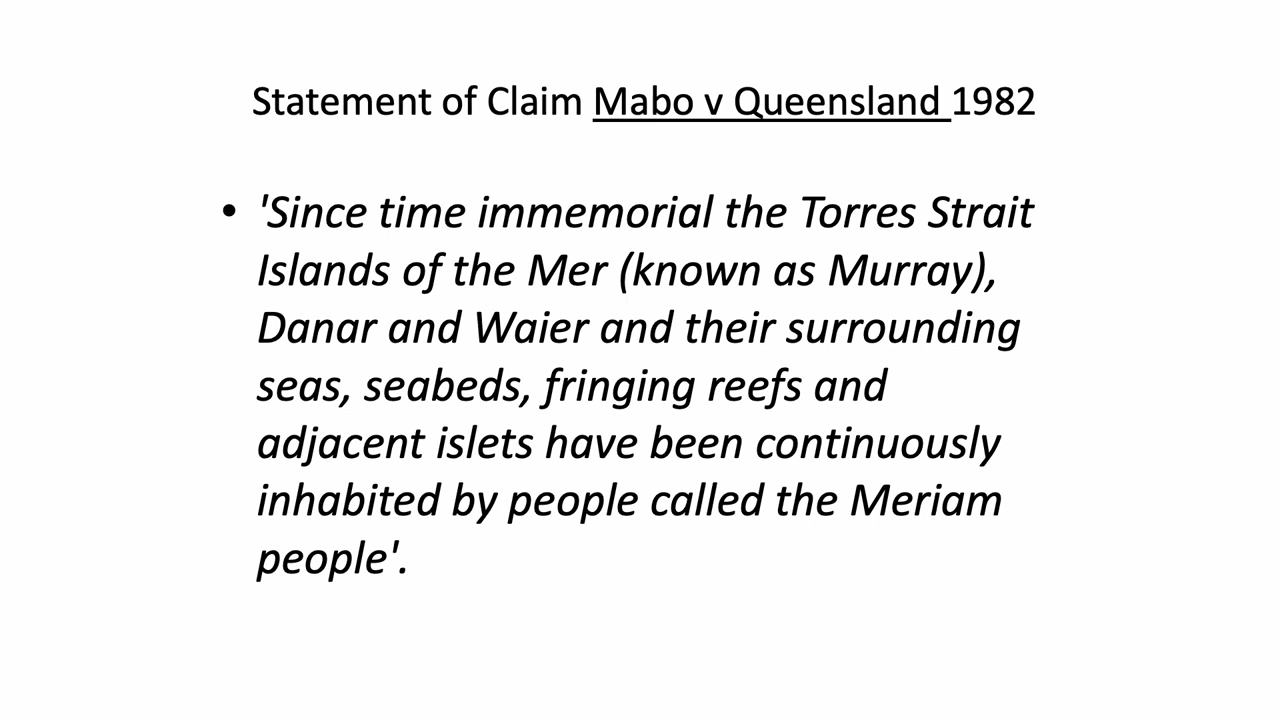 Statement of Claim Mabo v Queensland 1982
• 'Since time immemorial the Torres Strait
Islands of the Mer (known as Murray),
Danar and Waier and their surrounding
seas, seabeds, fringing reefs and
adjacent islets have been continuously
inhabited by people called the Meriam
people'.